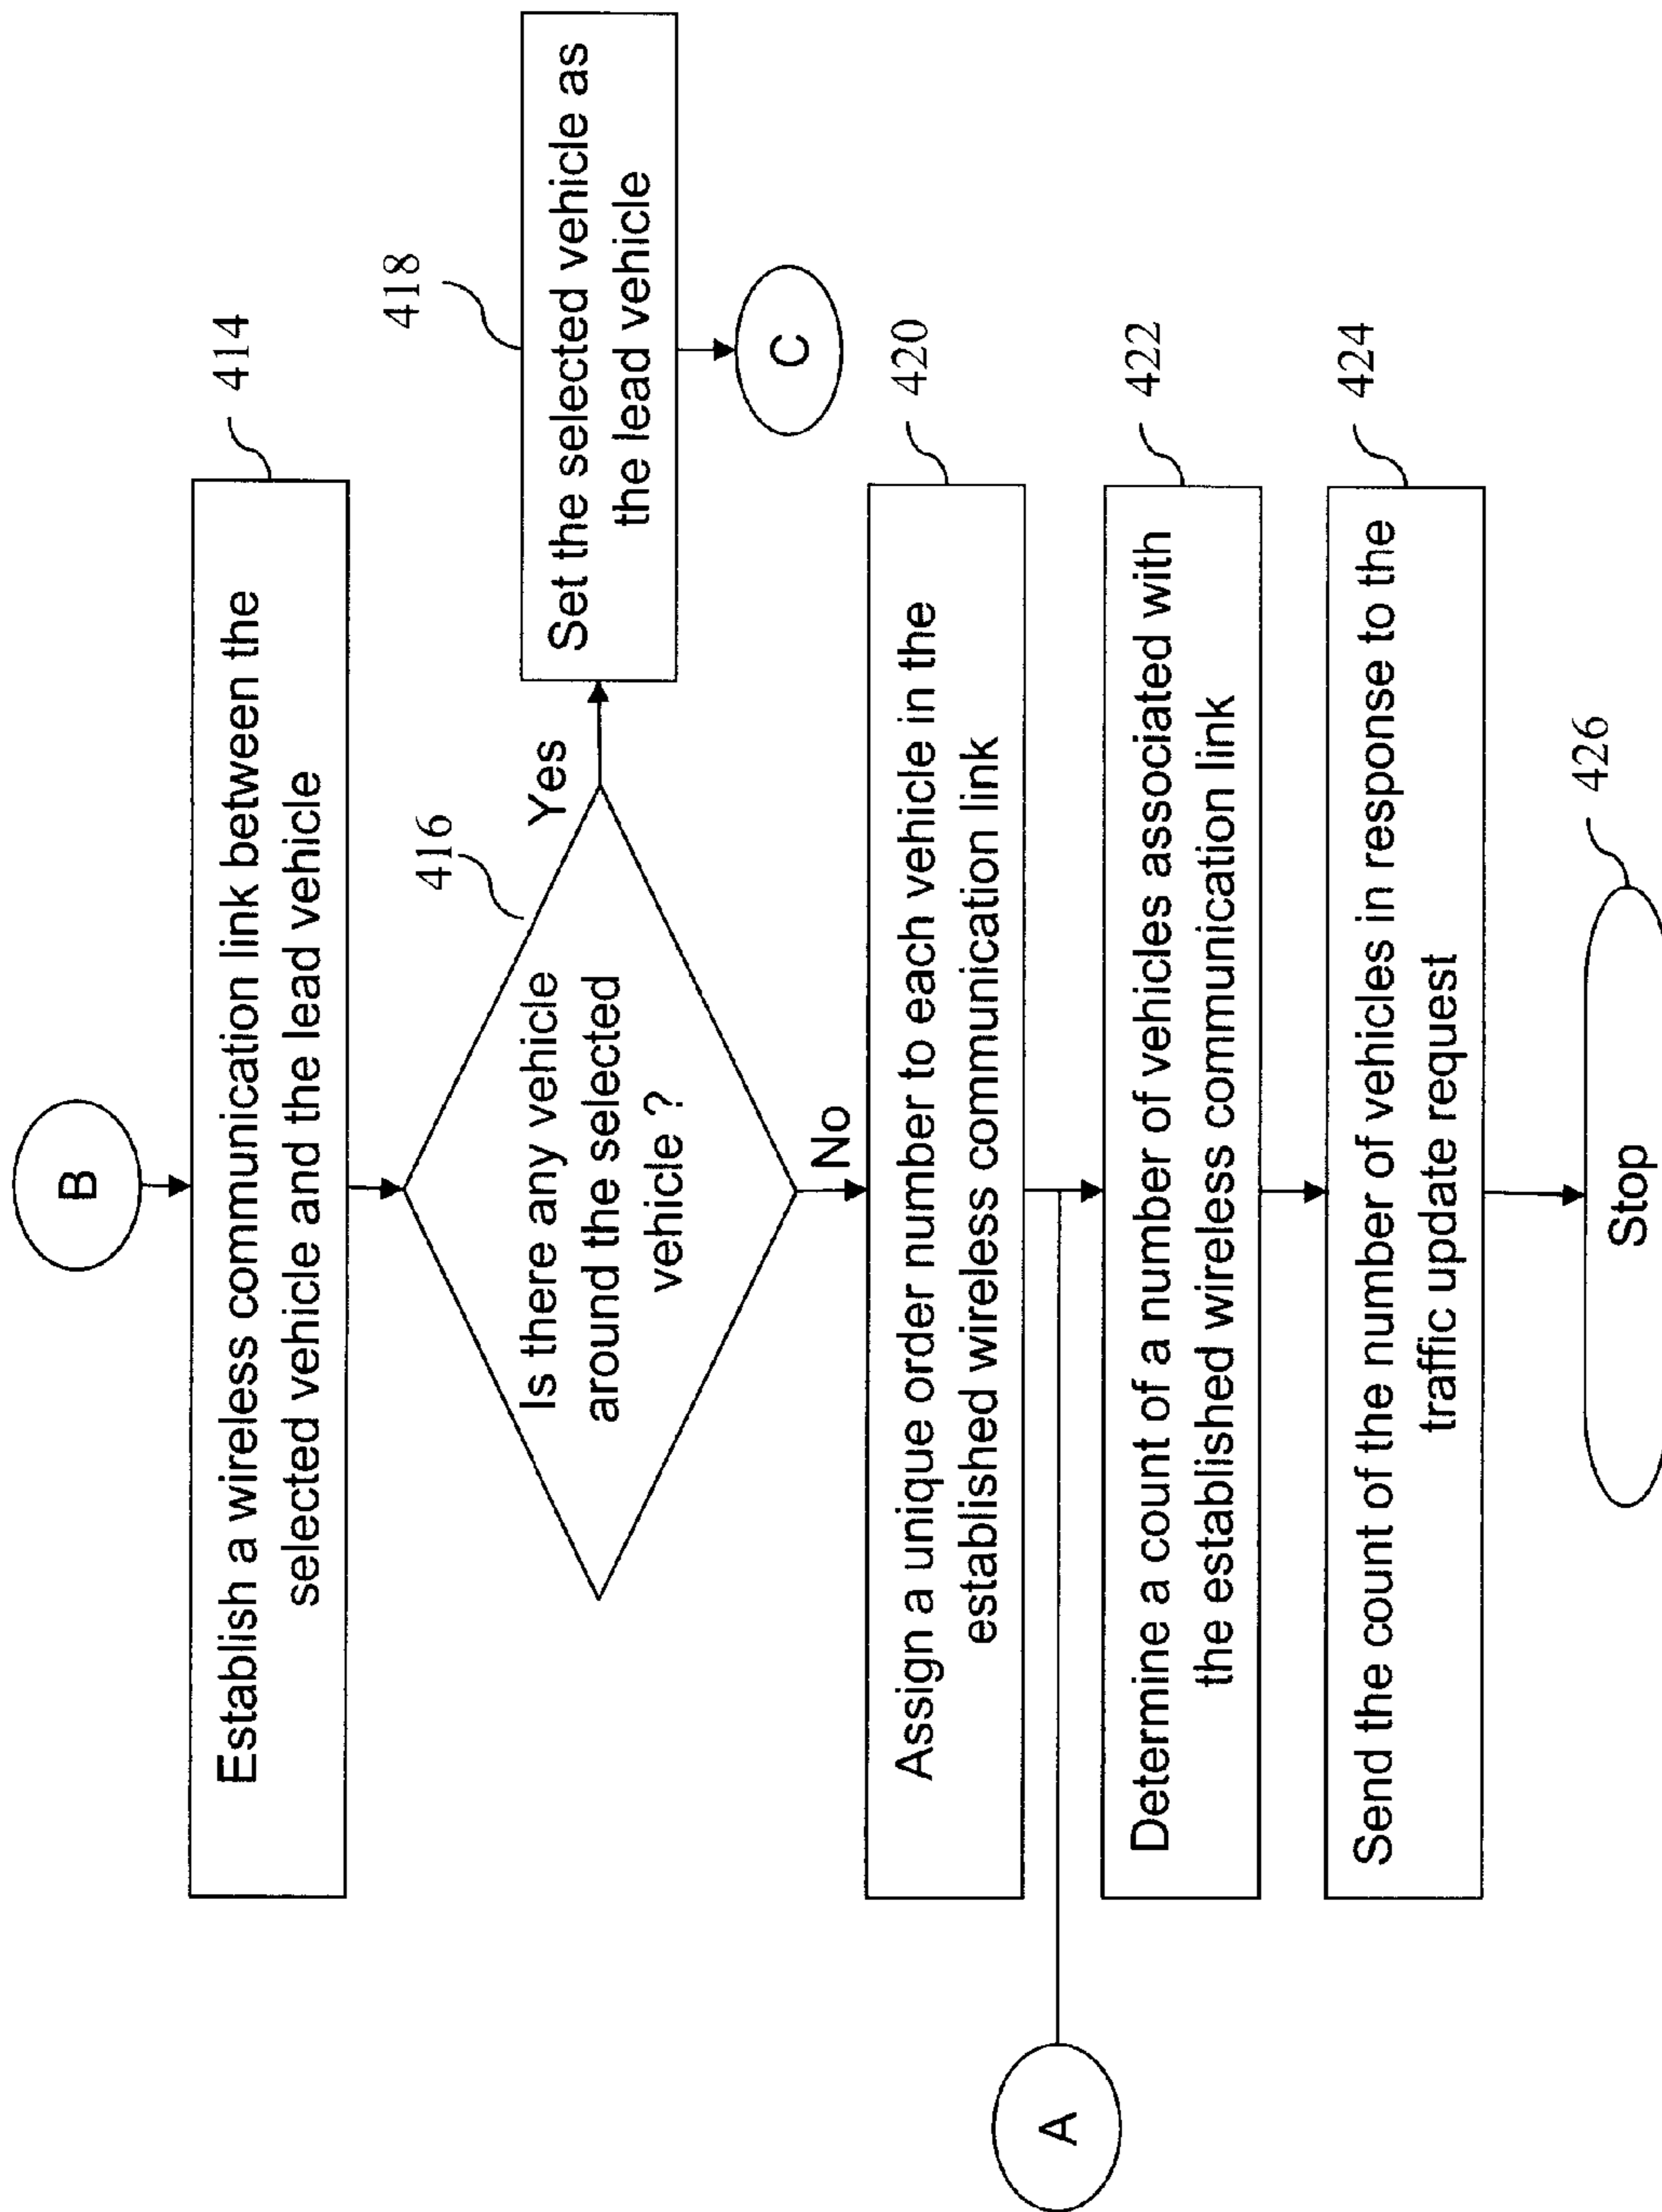 B
414
Establish a wireless communication link between the
selected vehicle and the lead vehicle
416
Is there any vehicle
around the selected
vehicle ?
Yes
418
Set the selected vehicle as
the lead vehicle
C
No
420
Assign a unique order number to each vehicle in the
established wireless communication link
A
422
Determine a count of a number of vehicles associated with
the established wireless communication link
424
Send the count of the number of vehicles in response to the
traffic update request
426
Stop